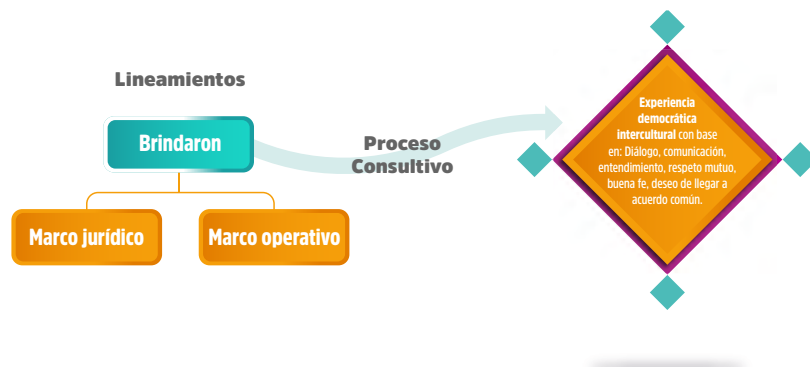 Lineamientos
Brindaron
Marco jurídico
Marco operativo
Proceso
Consultivo
Experiencia
democrática
intercultural con base
en: Diálogo, comunicación,
entendimiento, respeto mutuo,
buena fe, deseo de llegar a
acuerdo común.